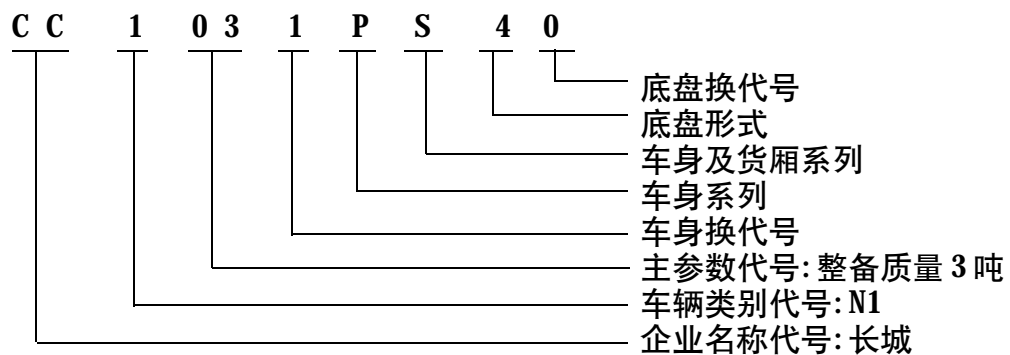 CC 1 03 1 P S 4 0
底盘换代号
底盘形式
车身及货厢系列
车身系列
车身换代号
主参数代号: 整备质量 3 吨
车辆类别代号: N1
企业名称代号: 长城